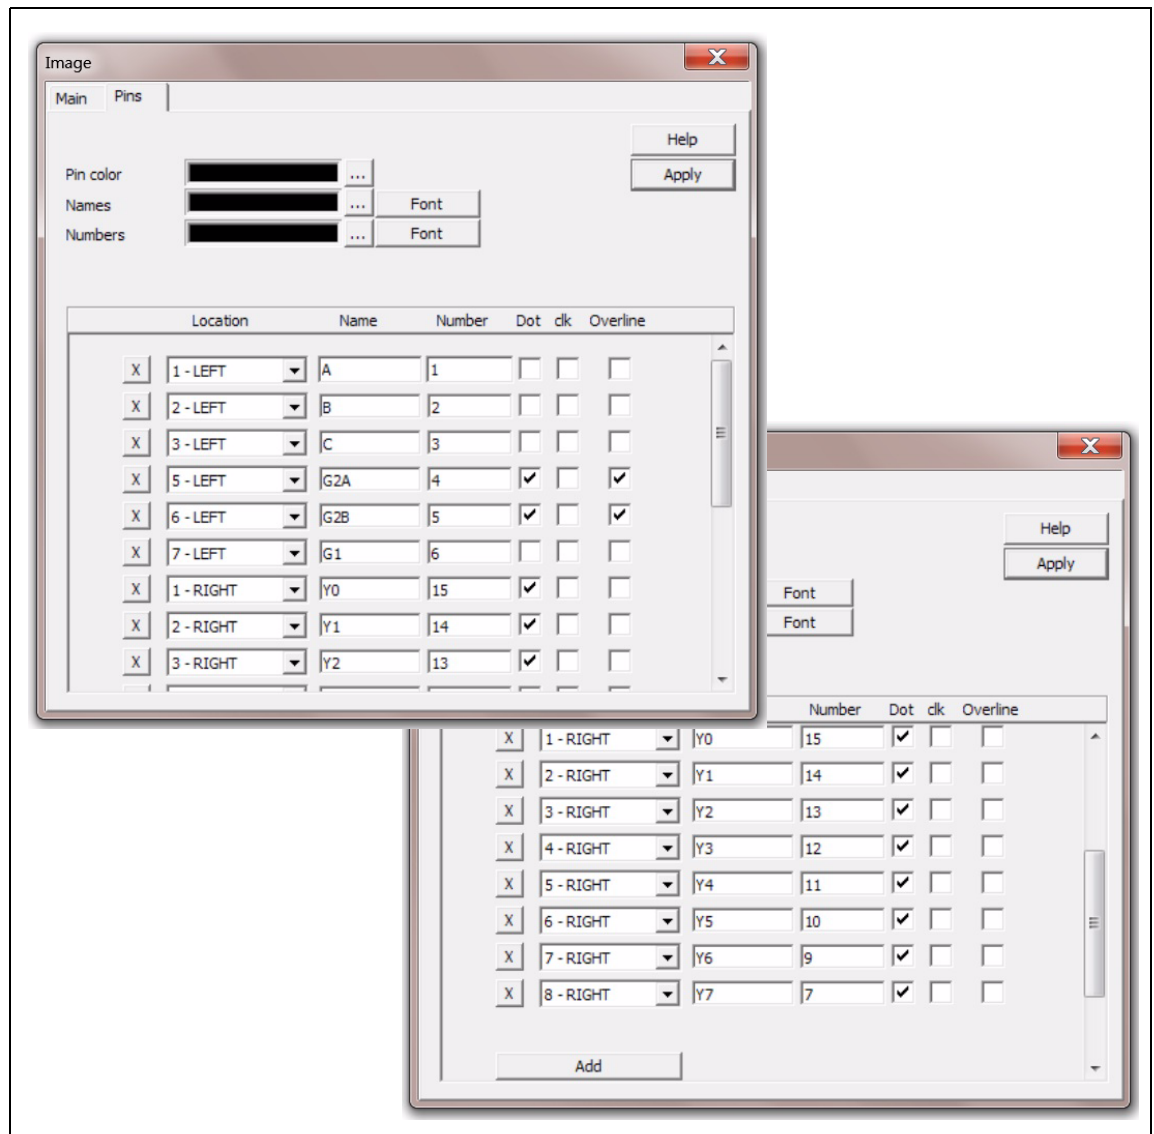 Image X
Main Pins
Help
Pin color ... Apply
Names ... Font
Numbers ... Font
Location Name Number Dot clk Overline
X 1 - LEFT A 1
X 2 - LEFT B 2
X 3 - LEFT C 3
X 5 - LEFT G2A 4
X 6 - LEFT G2B 5
X 7 - LEFT G1 6
X 1 - RIGHT Y0 15
X 2 - RIGHT Y1 14
X 3 - RIGHT Y2 13
X
Help
Apply
Font
Font
Number Dot clk Overline
X 1 - RIGHT Y0 15
X 2 - RIGHT Y1 14
X 3 - RIGHT Y2 13
X 4 - RIGHT Y3 12
X 5 - RIGHT Y4 11
X 6 - RIGHT Y5 10
X 7 - RIGHT Y6 9
X 8 - RIGHT Y7 7
Add